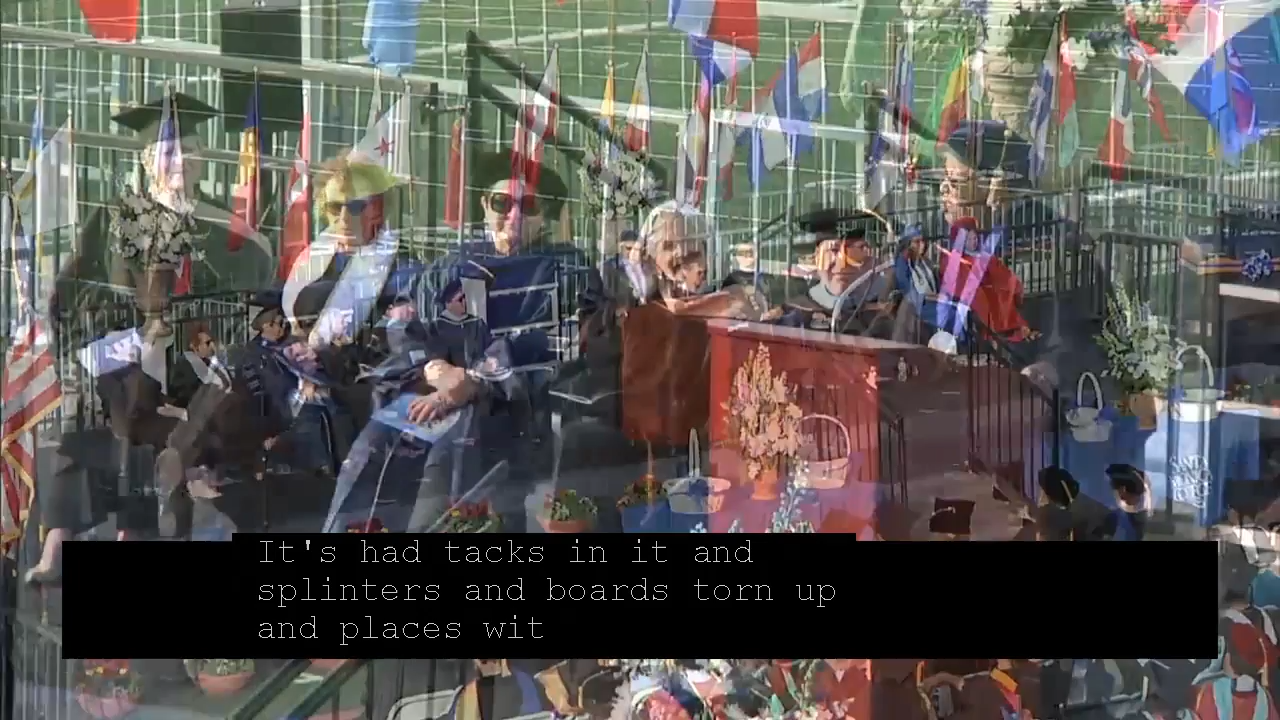 It's had tacks in it and
splinters and boards torn up
and places wit